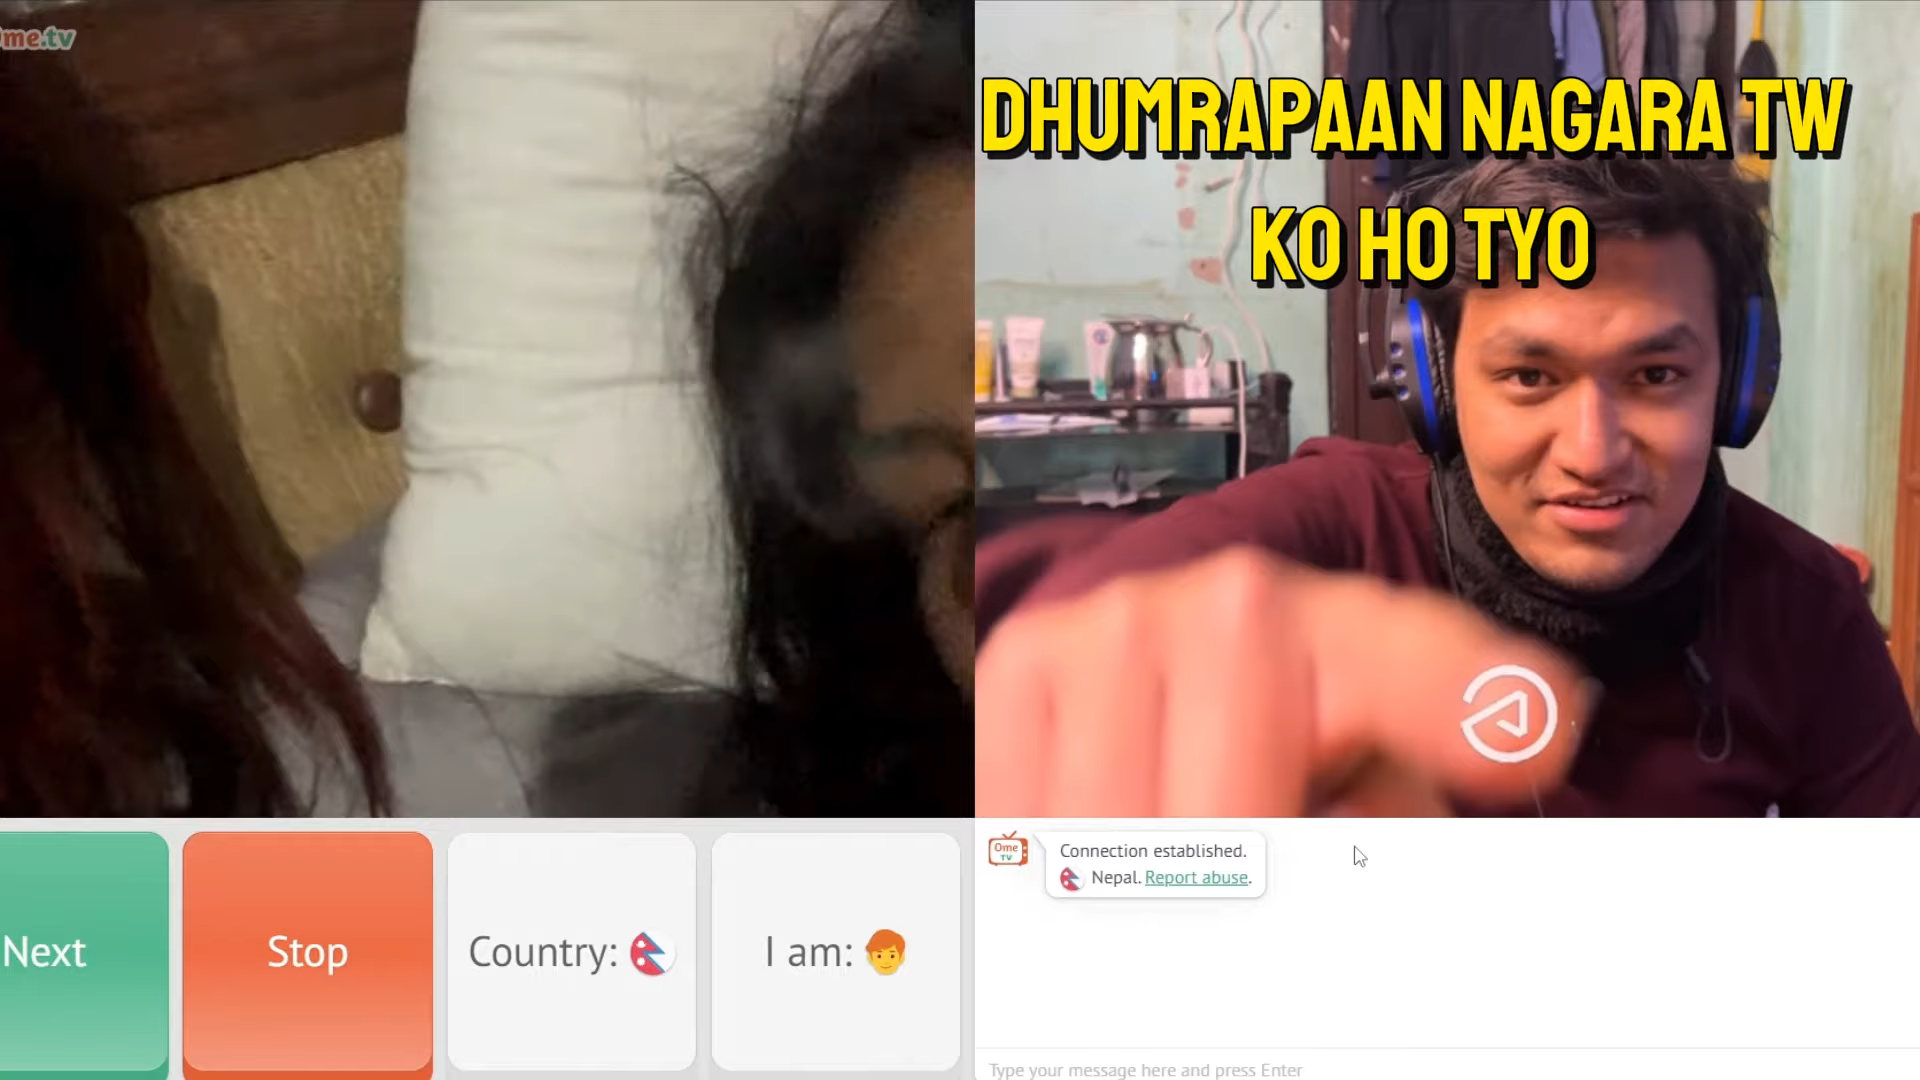 me.tv
DHUMRAPAAN NAGARA TW
KO HO TYO
Next
Stop
Country:
I am:
Ome
TV
Connection established.
Nepal. Report abuse.
Type your message here and press Enter